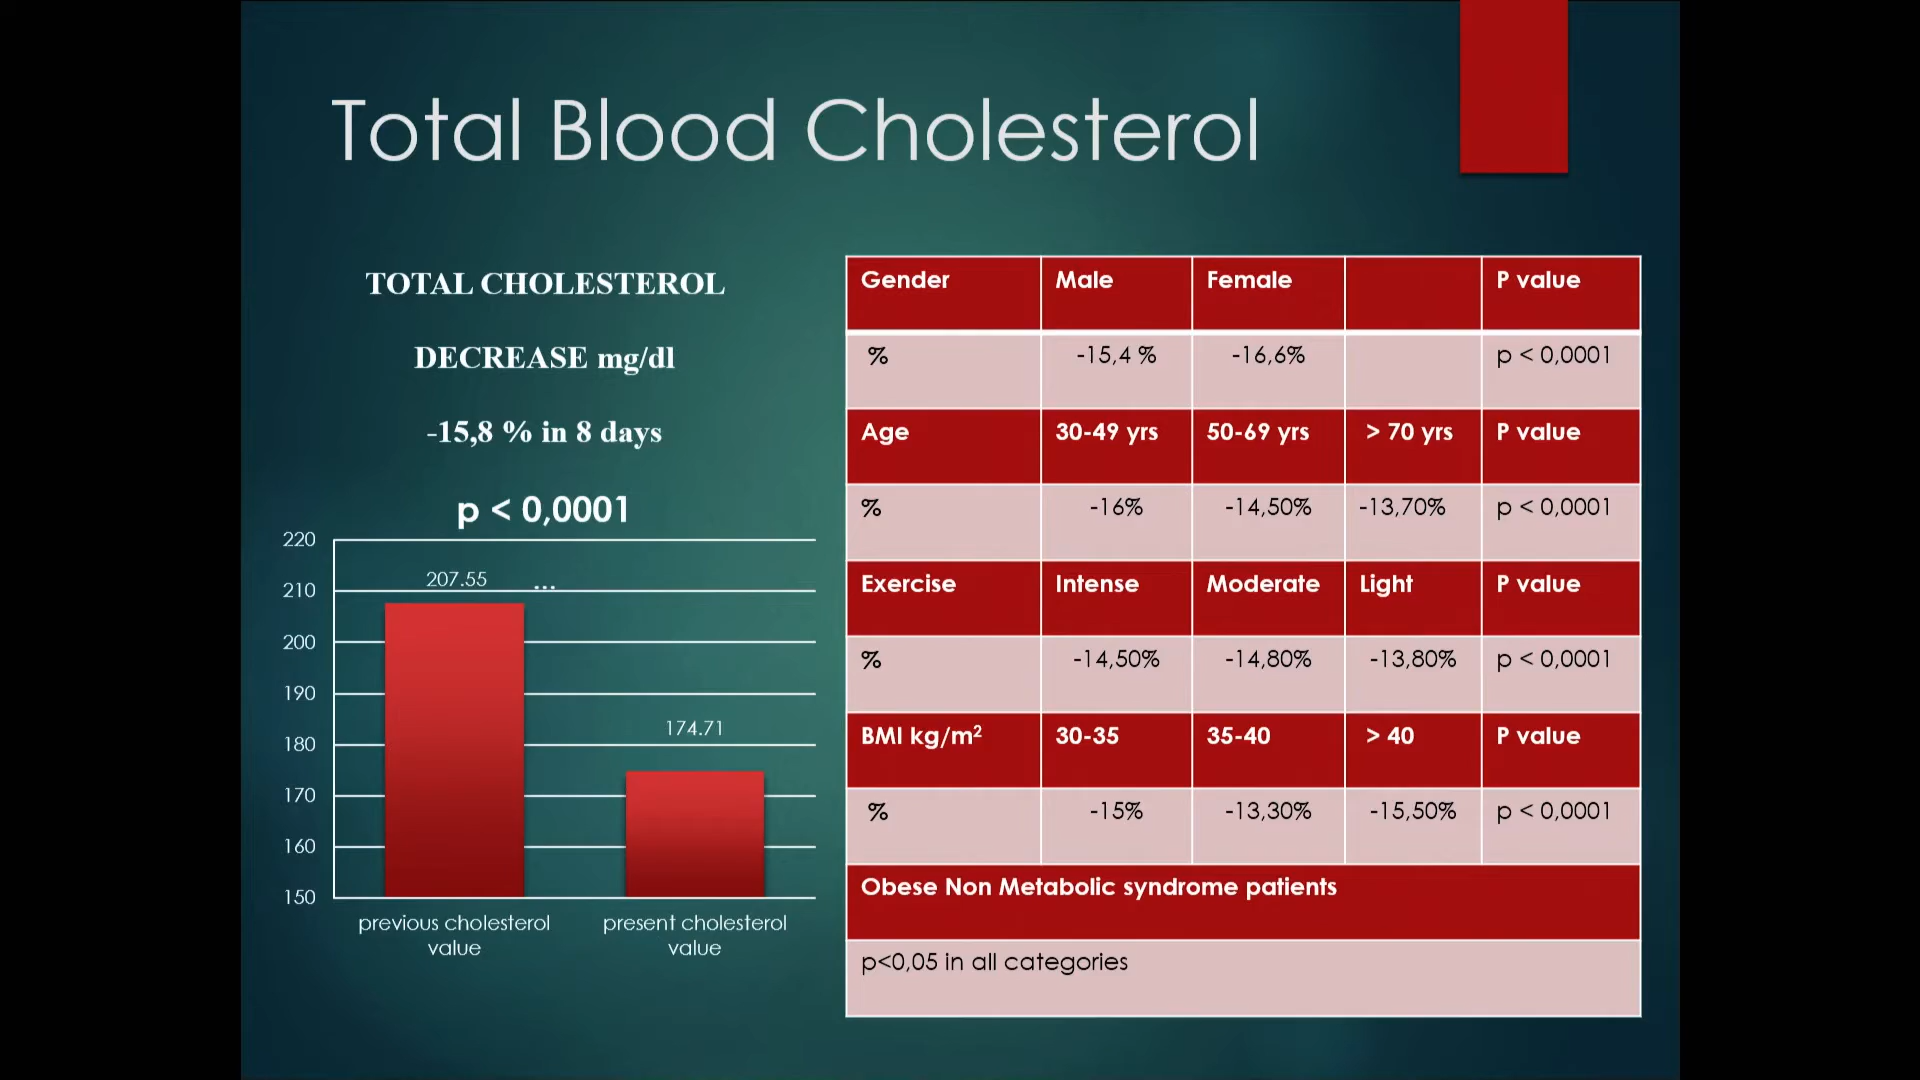 Total Blood Cholesterol
TOTAL CHOLESTEROL
DECREASE mg/dl
-15,8 % in 8 days
p < 0,0001
220
210
200
190
180
170
160
150
207.55
...
174.71
previous cholesterol
value
present cholesterol
value
Gender Male Female P value
% -15,4 % -16,6% p < 0,0001
Age 30-49 yrs 50-69 yrs > 70 yrs P value
% -16% -14,50% -13,70% p < 0,0001
Exercise Intense Moderate Light P value
% -14,50% -14,80% -13,80% p < 0,0001
BMI kg/m² 30-35 35-40 > 40 P value
% -15% -13,30% -15,50% p < 0,0001
Obese Non Metabolic syndrome patients
p<0,05 in all categories